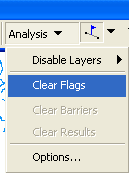 Analysis
Disable Layers
Clear Flags
Clear Barriers
Clear Results
Options...